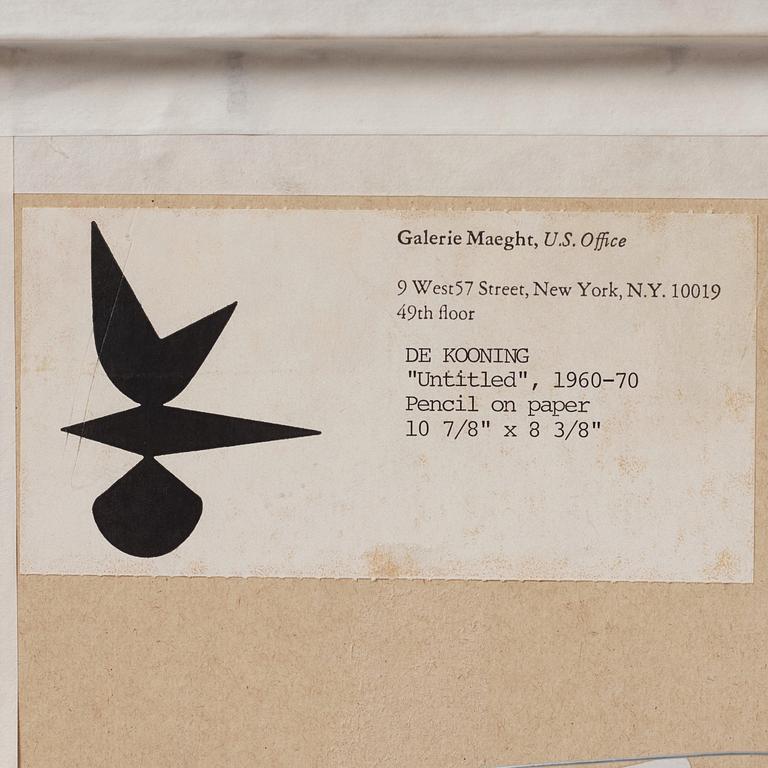 Galerie Maeght, U.S. Office
9 West57 Street, New York, N.Y. 10019
49th floor
DE KOONING
"Untitled", 1960-70
Pencil on paper
10 7/8" x 8 3/8"